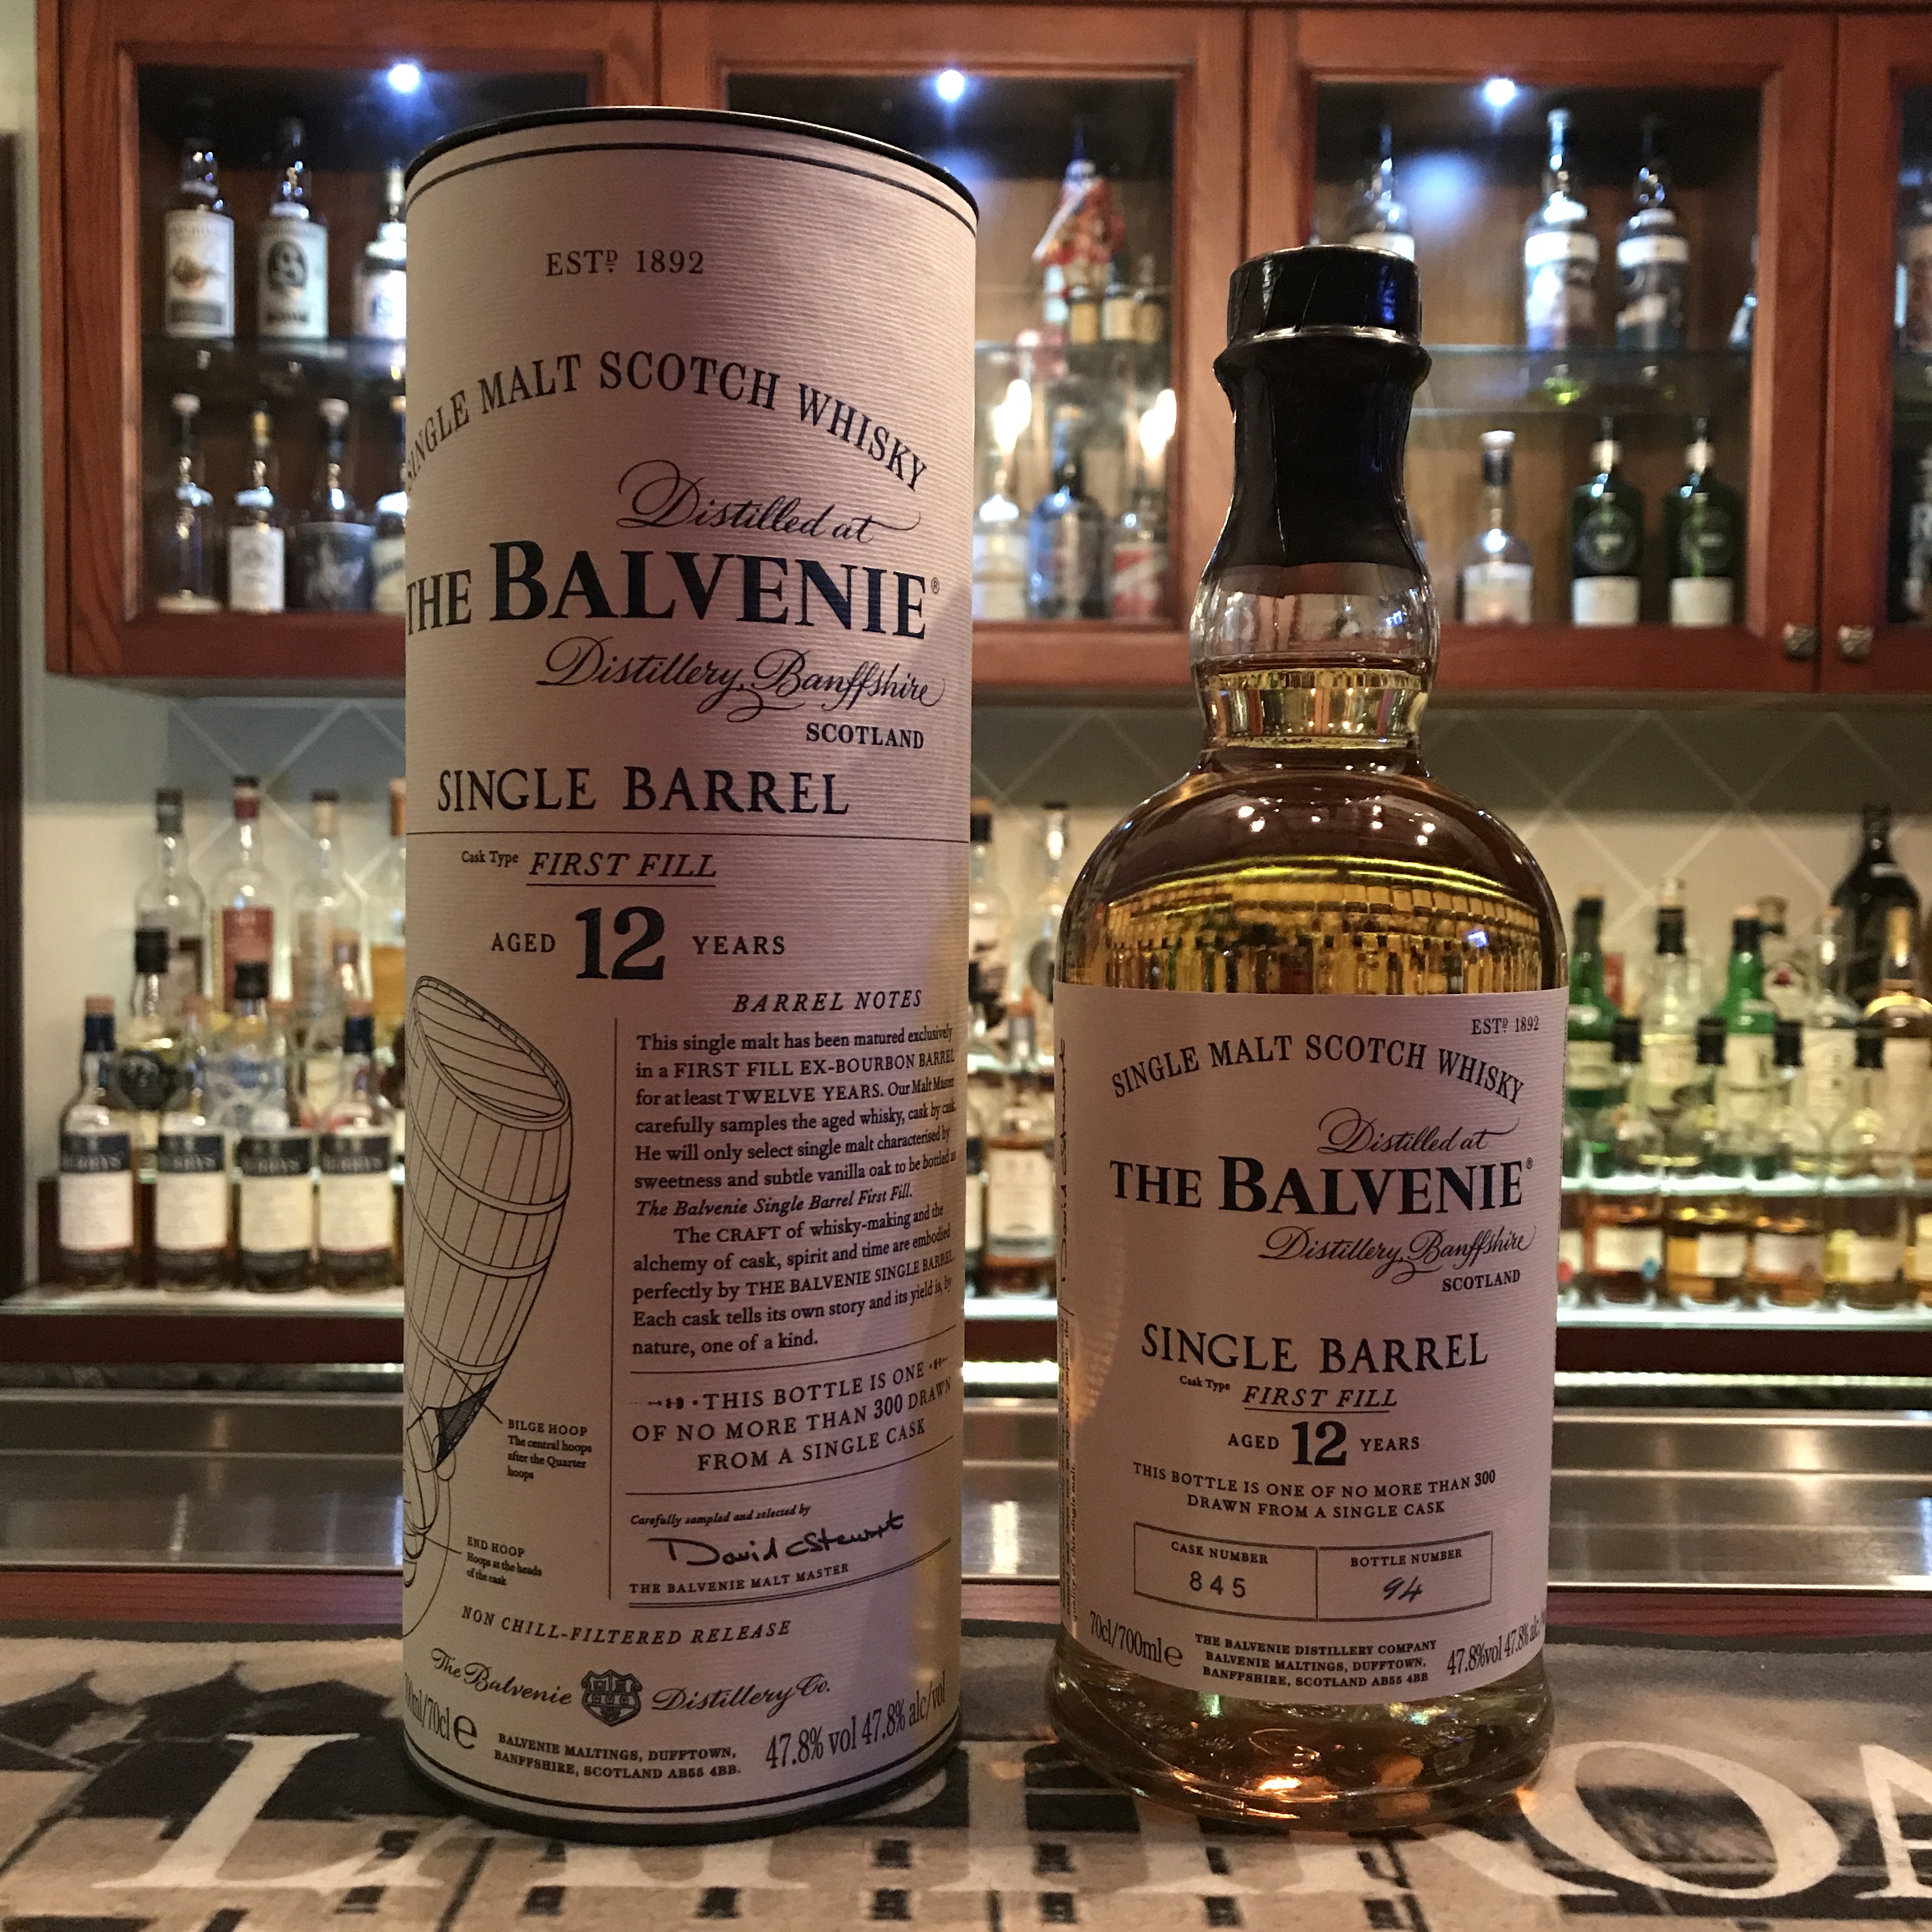 ESTD 1892
SINGLE MALT SCOTCH WHISKY
Distilled at
THE BALVENIE®
Distillery, Banffshire
SCOTLAND
SINGLE BARREL
Cask Type FIRST FILL
AGED 12 YEARS
BARREL NOTES
This single malt has been matured exclusively
in a FIRST FILL EX-BOURBON BARREL
for at least TWELVE YEARS. Our Malt Master
carefully samples the aged whisky, cask by cask.
He will only select single malt characterised by
sweetness and subtle vanilla oak to be bottled as
The Balvenie Single Barrel First Fill.
The CRAFT of whisky-making and the
alchemy of cask, spirit and time are embodied
perfectly by THE BALVENIE SINGLE BARREL.
Each cask tells its own story and its yield is, by
nature, one of a kind.
THIS BOTTLE IS ONE
OF NO MORE THAN 300 DRAWN
FROM A SINGLE CASK
BILGE HOOP
The central hoops
after the Quarter
hoops
END HOOP
Hoops at the heads
of the cask
Carefully sampled and selected by
David C Stewart
THE BALVENIE MALT MASTER
NON CHILL-FILTERED RELEASE
The Balvenie Distillery Co.
/70cl e
BALVENIE MALTINGS, DUFFTOWN,
BANFFSHIRE, SCOTLAND AB55 4BB.
47.8% vol 47.8% alc/vol
ESTD 1892
SINGLE MALT SCOTCH WHISKY
Distilled at
THE BALVENIE®
Distillery, Banffshire
SCOTLAND
SINGLE BARREL
Cask Type FIRST FILL
AGED 12 YEARS
THIS BOTTLE IS ONE OF NO MORE THAN 300
DRAWN FROM A SINGLE CASK
CASK NUMBER
845
BOTTLE NUMBER
94
70cl/700ml e
THE BALVENIE DISTILLERY COMPANY
BALVENIE MALTINGS, DUFFTOWN,
BANFFSHIRE, SCOTLAND AB55 4BB
47.8%vol 47.8%